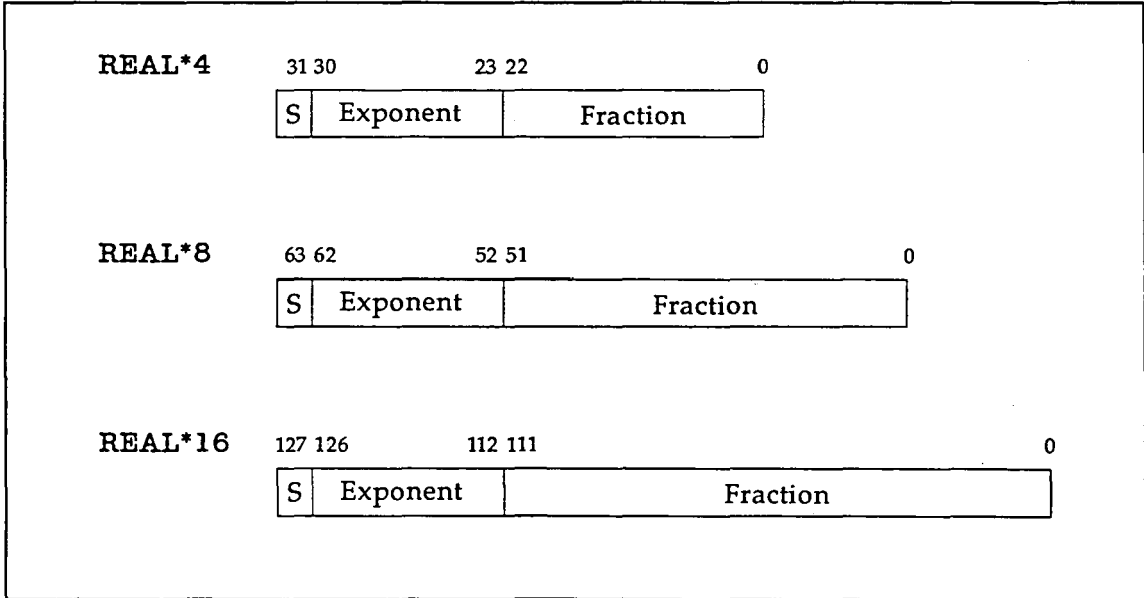 REAL*4 31 30 23 22 0
S Exponent Fraction
REAL*8 63 62 52 51 0
S Exponent Fraction
REAL*16 127 126 112 111 0
S Exponent Fraction